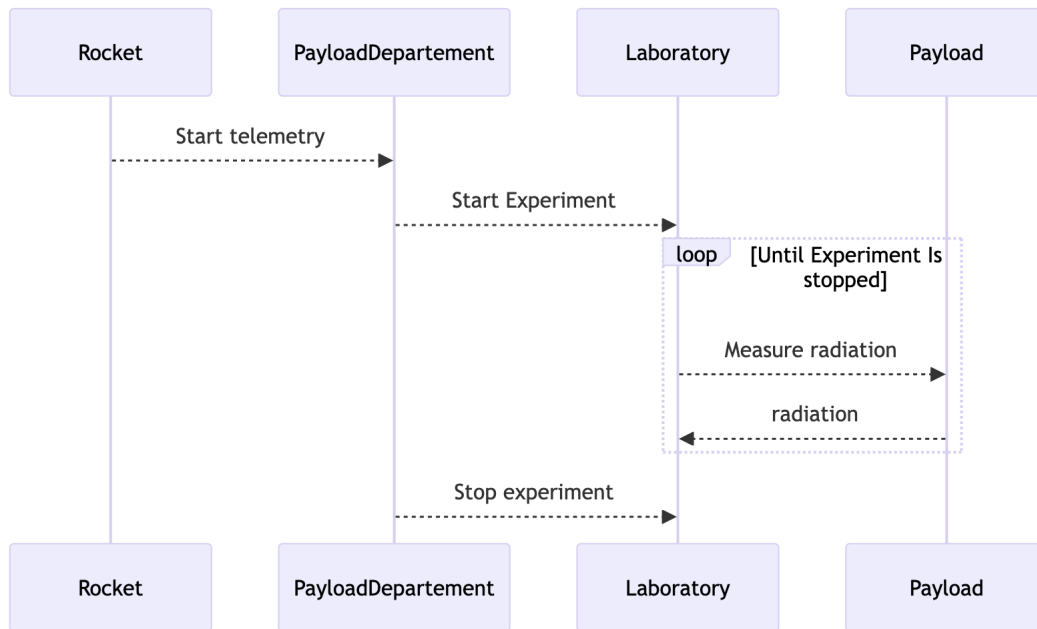 Rocket
PayloadDepartement
Laboratory
Payload
Start telemetry
Start Experiment
loop
[Until Experiment Is
stopped]
Measure radiation
radiation
Stop experiment
Rocket
PayloadDepartement
Laboratory
Payload